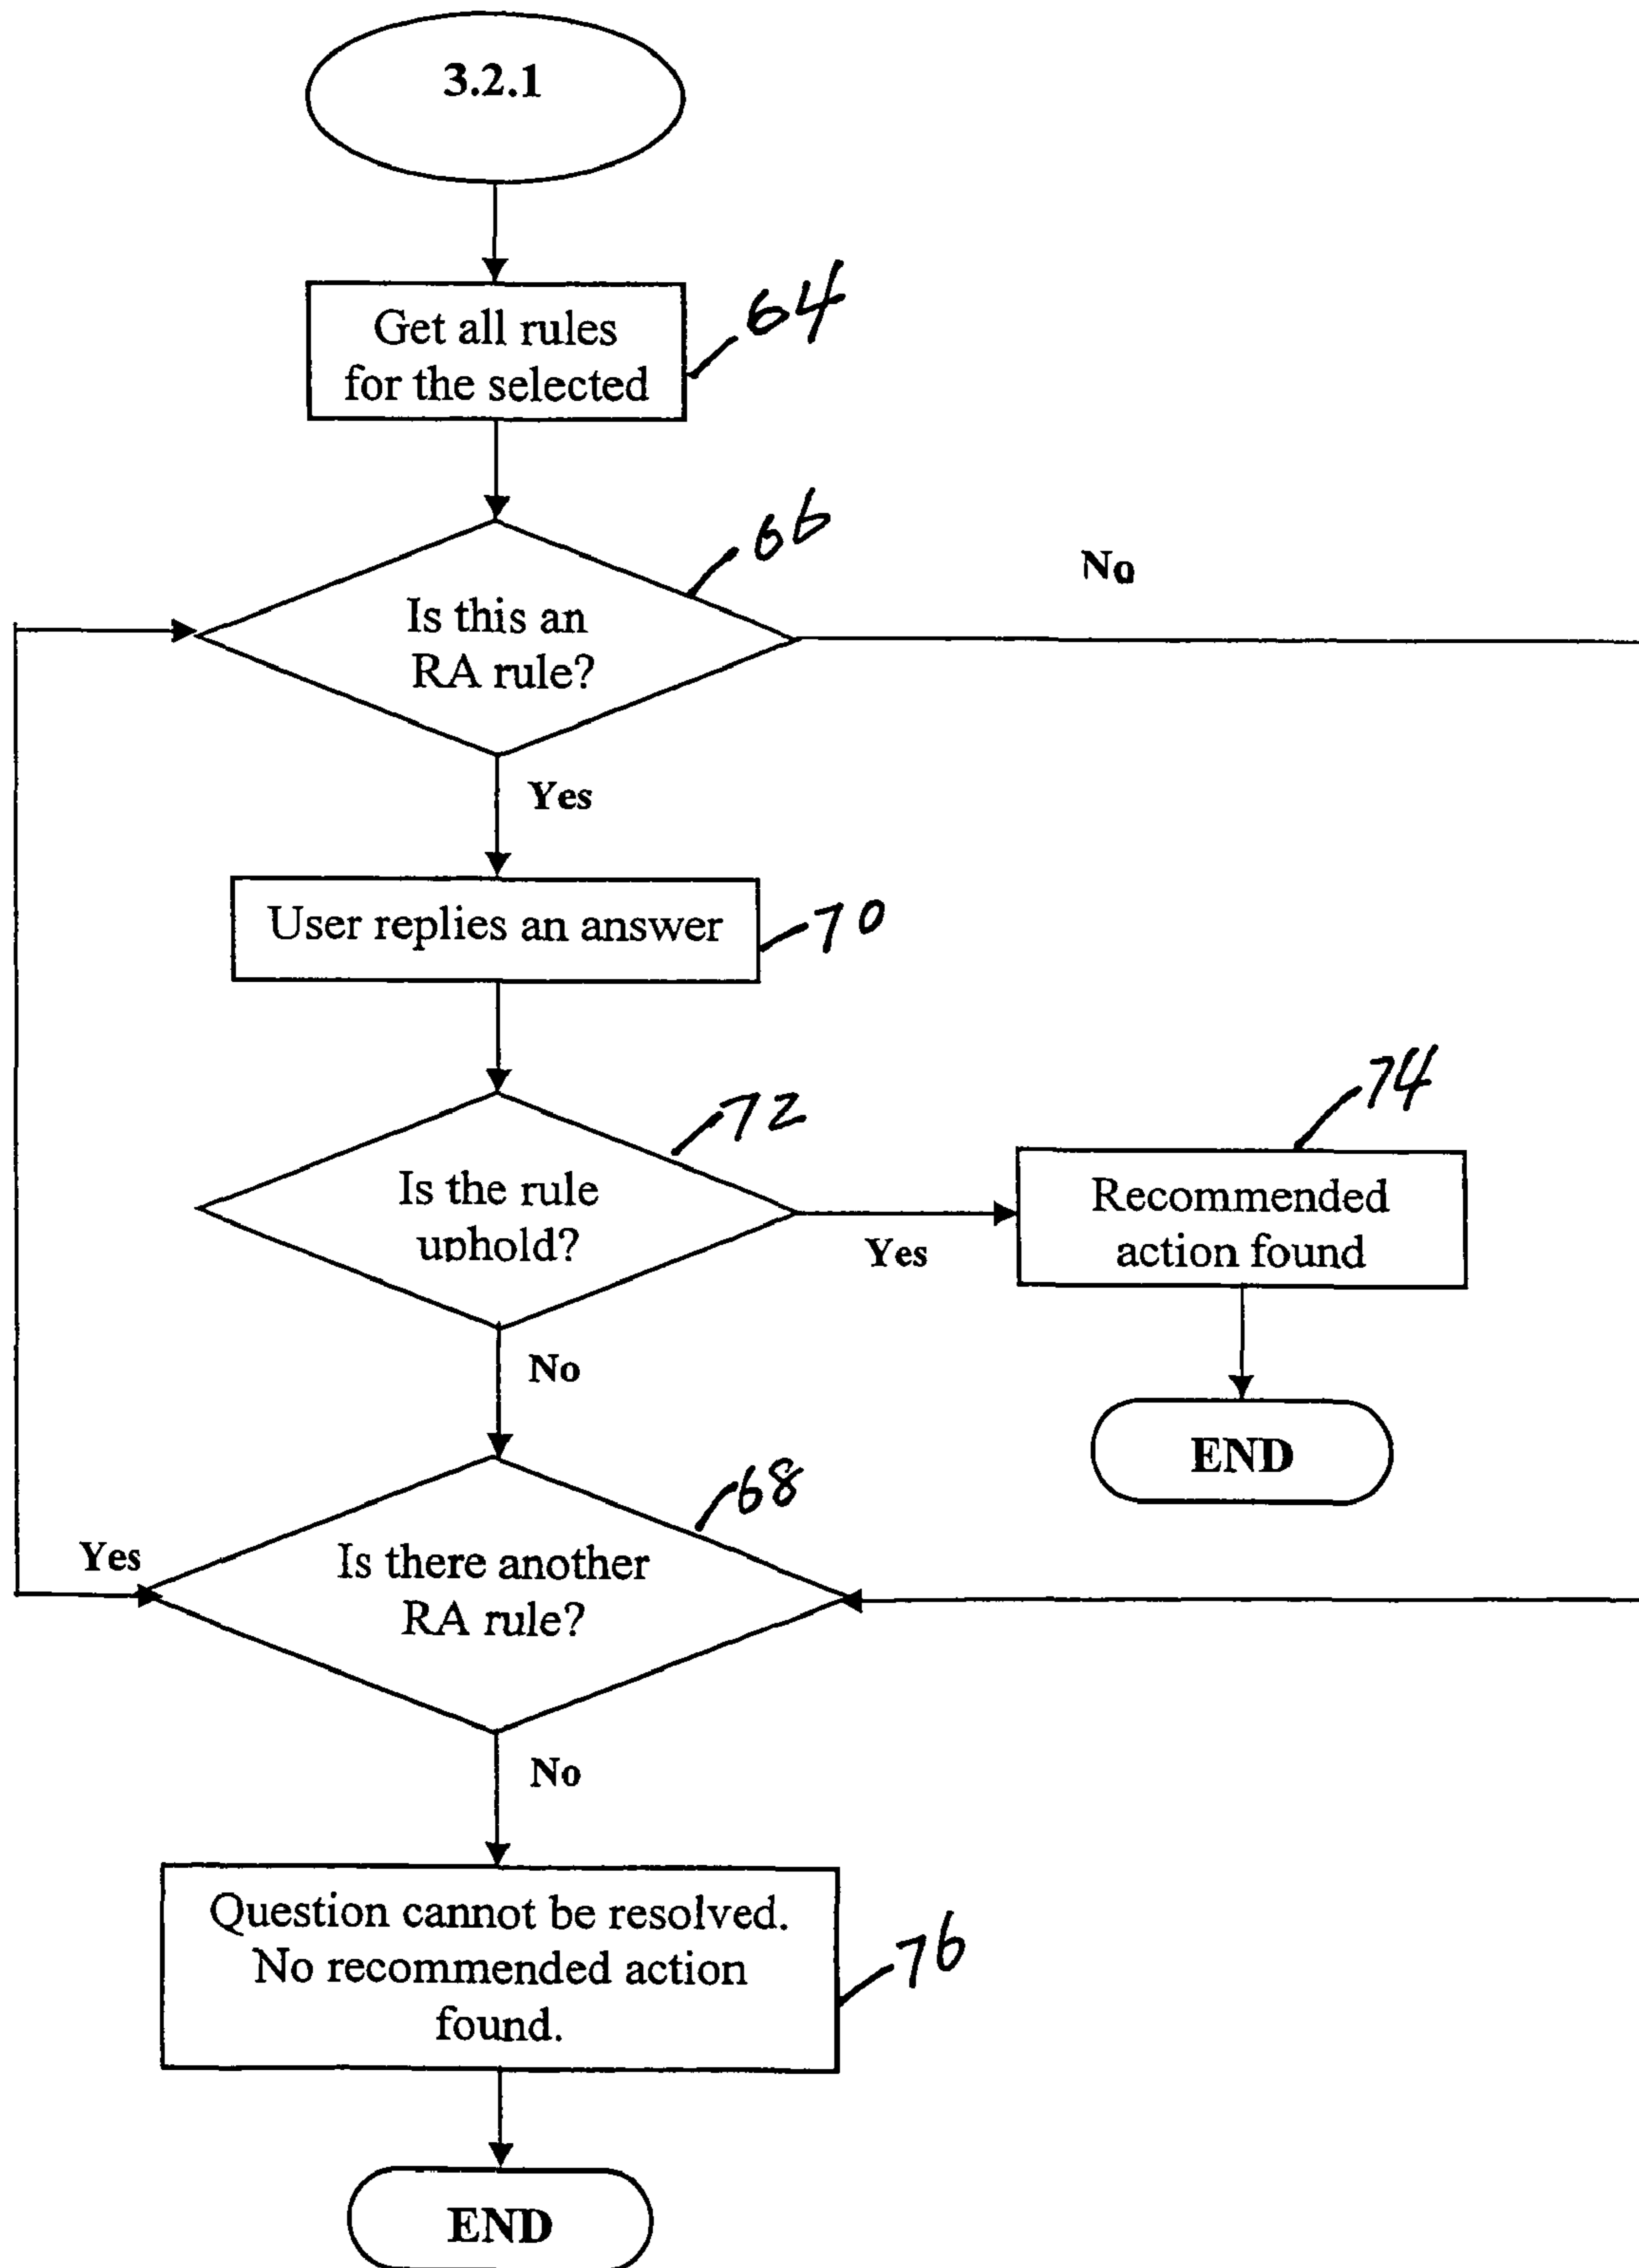 3.2.1
Get all rules
for the selected
64
66
No
Is this an
RA rule?
Yes
User replies an answer
70
72
74
Is the rule
uphold?
Yes
Recommended
action found
No
END
68
Yes
Is there another
RA rule?
No
Question cannot be resolved.
No recommended action
found.
76
END